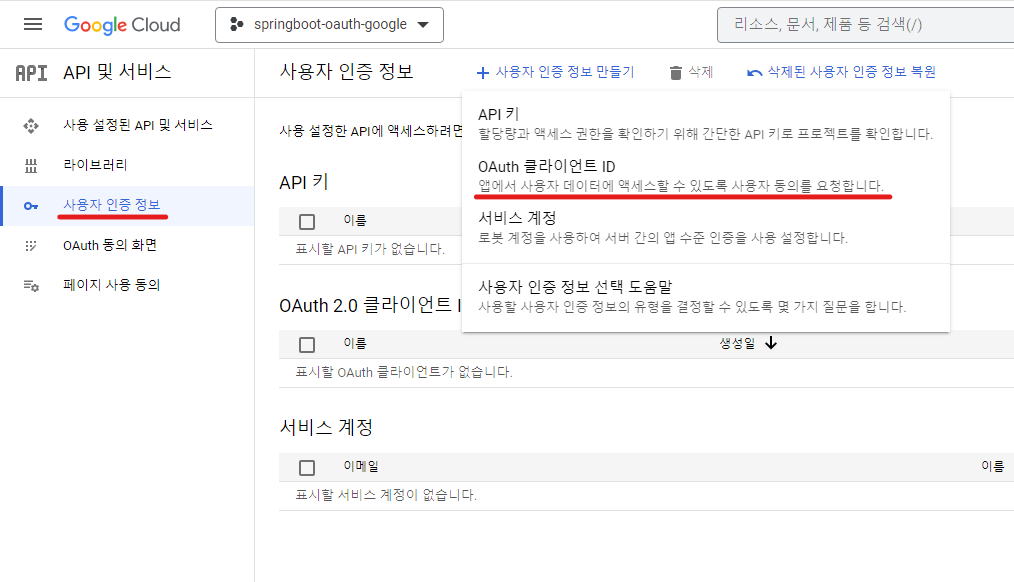 Google Cloud
springboot-oauth-google
리소스, 문서, 제품 등 검색(/)
API API 및 서비스
사용 설정된 API 및 서비스
라이브러리
사용자 인증 정보
OAuth 동의 화면
페이지 사용 동의
사용자 인증 정보
사용자 인증 정보 만들기
삭제
삭제된 사용자 인증 정보 복원
API 키
할당량과 액세스 권한을 확인하기 위해 간단한 API 키로 프로젝트를 확인합니다.
OAuth 클라이언트 ID
앱에서 사용자 데이터에 액세스할 수 있도록 사용자 동의를 요청합니다.
서비스 계정
로봇 계정을 사용하여 서버 간의 앱 수준 인증을 사용 설정합니다.
사용자 인증 정보 선택 도움말
사용할 사용자 인증 정보의 유형을 결정할 수 있도록 몇 가지 질문을 합니다.
사용 설정한 API에 액세스하려면
API 키
이름
표시할 API 키가 없습니다.
OAuth 2.0 클라이언트 I
이름
생성일
표시할 OAuth 클라이언트가 없습니다.
서비스 계정
이메일
이름
표시할 서비스 계정이 없습니다.